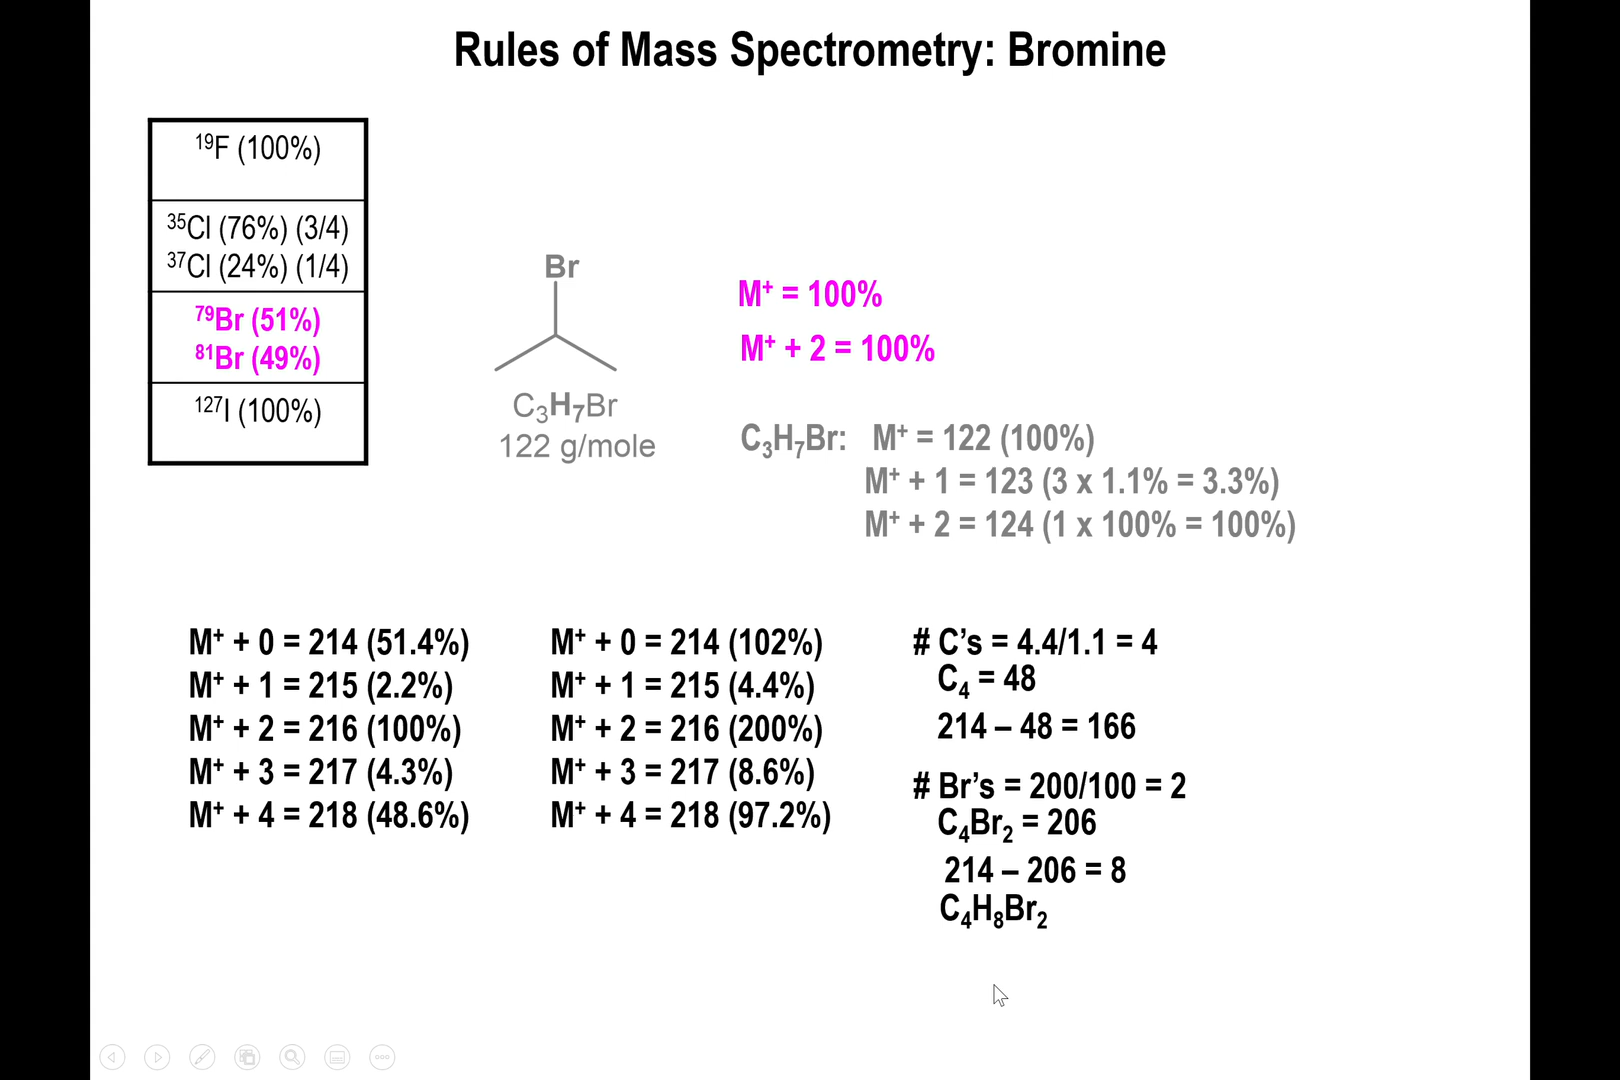 Rules of Mass Spectrometry: Bromine
¹⁹F (100%)
³⁵Cl (76%) (3/4)
³⁷Cl (24%) (1/4)
⁷⁹Br (51%)
⁸¹Br (49%)
¹²⁷I (100%)
Br
C₃H₇Br
122 g/mole
M⁺ = 100%
M⁺ + 2 = 100%
C₃H₇Br: M⁺ = 122 (100%)
M⁺ + 1 = 123 (3 x 1.1% = 3.3%)
M⁺ + 2 = 124 (1 x 100% = 100%)
M⁺ + 0 = 214 (51.4%)
M⁺ + 1 = 215 (2.2%)
M⁺ + 2 = 216 (100%)
M⁺ + 3 = 217 (4.3%)
M⁺ + 4 = 218 (48.6%)
M⁺ + 0 = 214 (102%)
M⁺ + 1 = 215 (4.4%)
M⁺ + 2 = 216 (200%)
M⁺ + 3 = 217 (8.6%)
M⁺ + 4 = 218 (97.2%)
# C’s = 4.4/1.1 = 4
C₄ = 48
214 – 48 = 166
# Br’s = 200/100 = 2
C₄Br₂ = 206
214 – 206 = 8
C₄H₈Br₂